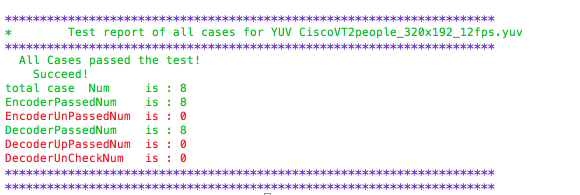 **********************************************************************
*        Test report of all cases for YUV CiscoVT2people_320x192_12fps.yuv
**********************************************************************
  All Cases passed the test!
    Succeed!
total case  Num     is : 8
EncoderPassedNum    is : 8
EncoderUnPassedNum  is : 0
DecoderPassedNum    is : 8
DecoderUpPassedNum  is : 0
DecoderUnCheckNum   is : 0
**********************************************************************
**********************************************************************